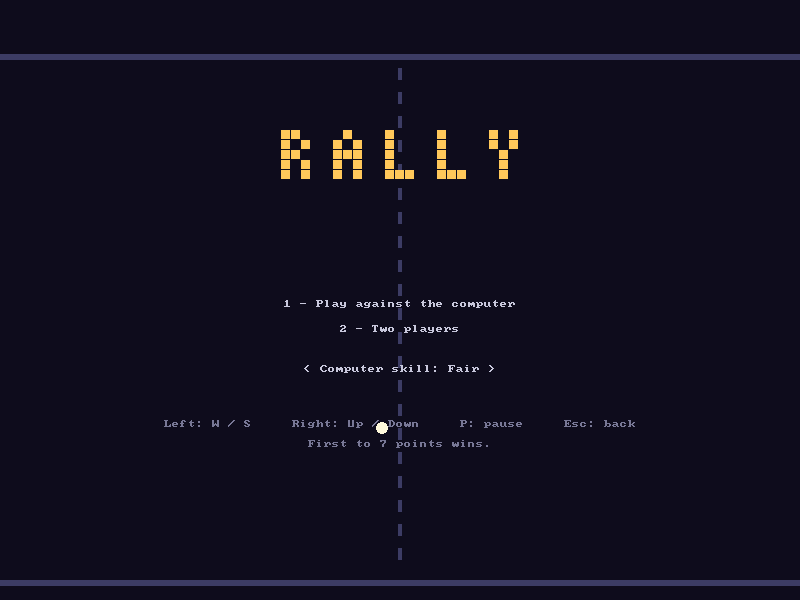 RALLY
1 - Play against the computer
2 - Two players
< Computer skill: Fair >
Left: W / S Right: Up / Down P: pause Esc: back
First to 7 points wins.